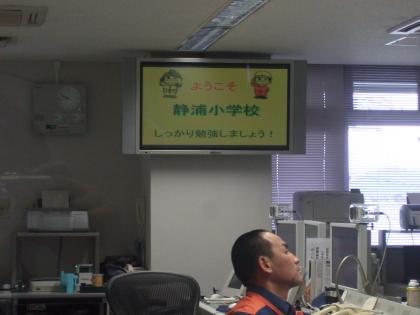 ようこそ
静浦小学校
しっかり勉強しましょう！